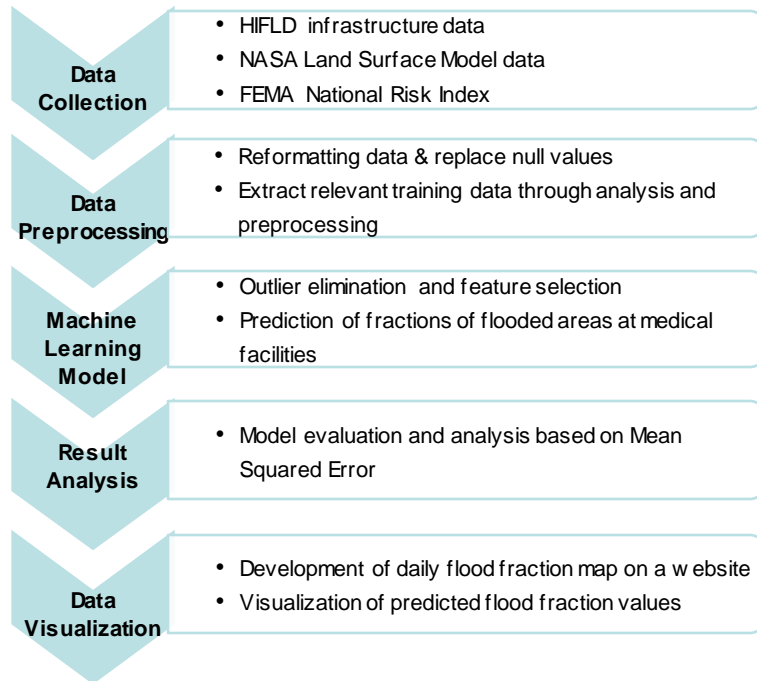 Data
Collection
• HIFLD infrastructure data
• NASA Land Surface Model data
• FEMA National Risk Index
Data
Preprocessing
• Reformatting data & replace null values
• Extract relevant training data through analysis and
preprocessing
Machine
Learning
Model
• Outlier elimination and feature selection
• Prediction of fractions of flooded areas at medical
facilities
Result
Analysis
• Model evaluation and analysis based on Mean
Squared Error
Data
Visualization
• Development of daily flood fraction map on a website
• Visualization of predicted flood fraction values